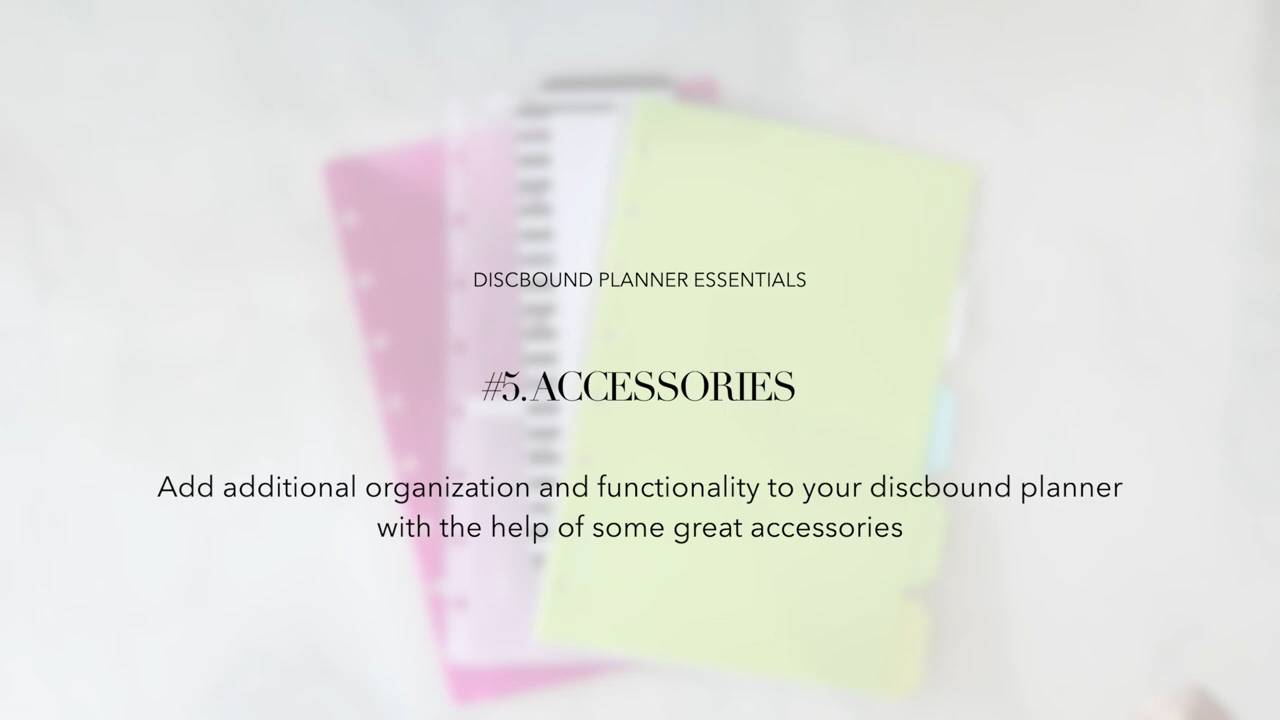 DISCBOUND PLANNER ESSENTIALS
#5. ACCESSORIES
Add additional organization and functionality to your discbound planner
with the help of some great accessories